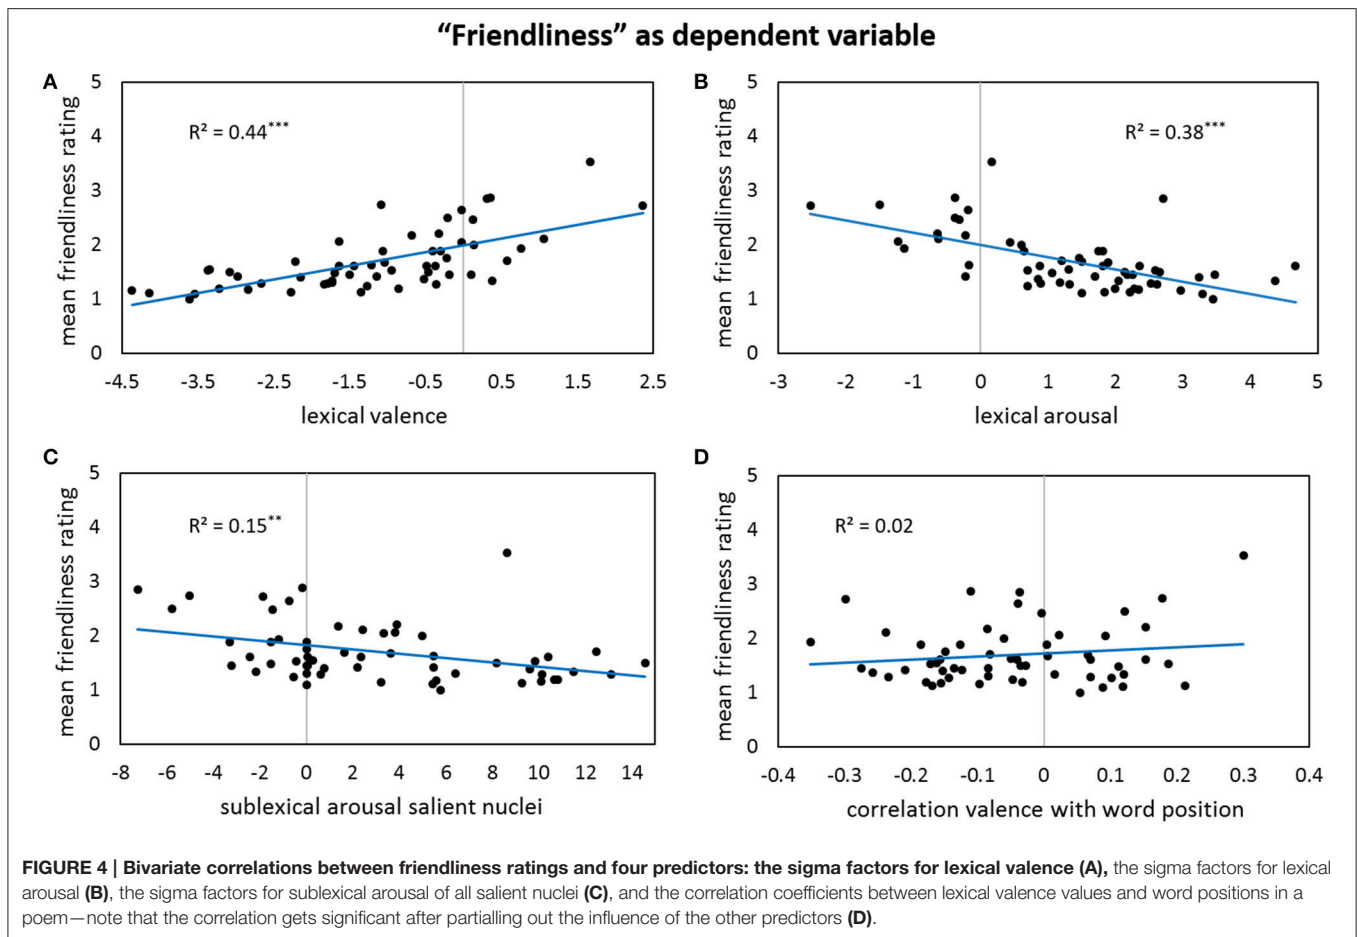 “Friendliness” as dependent variable
A
mean friendliness rating
5
4
3
2
1
0
R² = 0.44***
-4.5 -3.5 -2.5 -1.5 -0.5 0.5 1.5 2.5
lexical valence
B
mean friendliness rating
5
4
3
2
1
0
R² = 0.38***
-3 -2 -1 0 1 2 3 4 5
lexical arousal
C
mean friendliness rating
5
4
3
2
1
0
R² = 0.15**
-8 -6 -4 -2 0 2 4 6 8 10 12 14
sublexical arousal salient nuclei
D
mean friendliness rating
5
4
3
2
1
0
R² = 0.02
-0.4 -0.3 -0.2 -0.1 0 0.1 0.2 0.3 0.4
correlation valence with word position
FIGURE 4 | Bivariate correlations between friendliness ratings and four predictors: the sigma factors for lexical valence (A), the sigma factors for lexical
arousal (B), the sigma factors for sublexical arousal of all salient nuclei (C), and the correlation coefficients between lexical valence values and word positions in a
poem—note that the correlation gets significant after partialling out the influence of the other predictors (D).